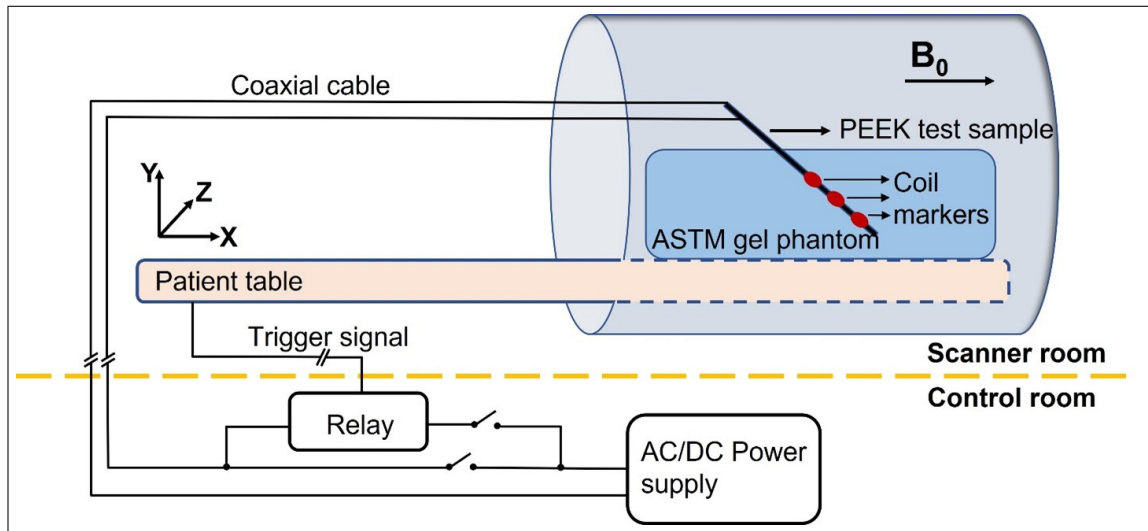 B0
Coaxial cable
PEEK test sample
Y
Z
X
Coil
markers
ASTM gel phantom
Patient table
Trigger signal
Scanner room
Control room
Relay
AC/DC Power
supply